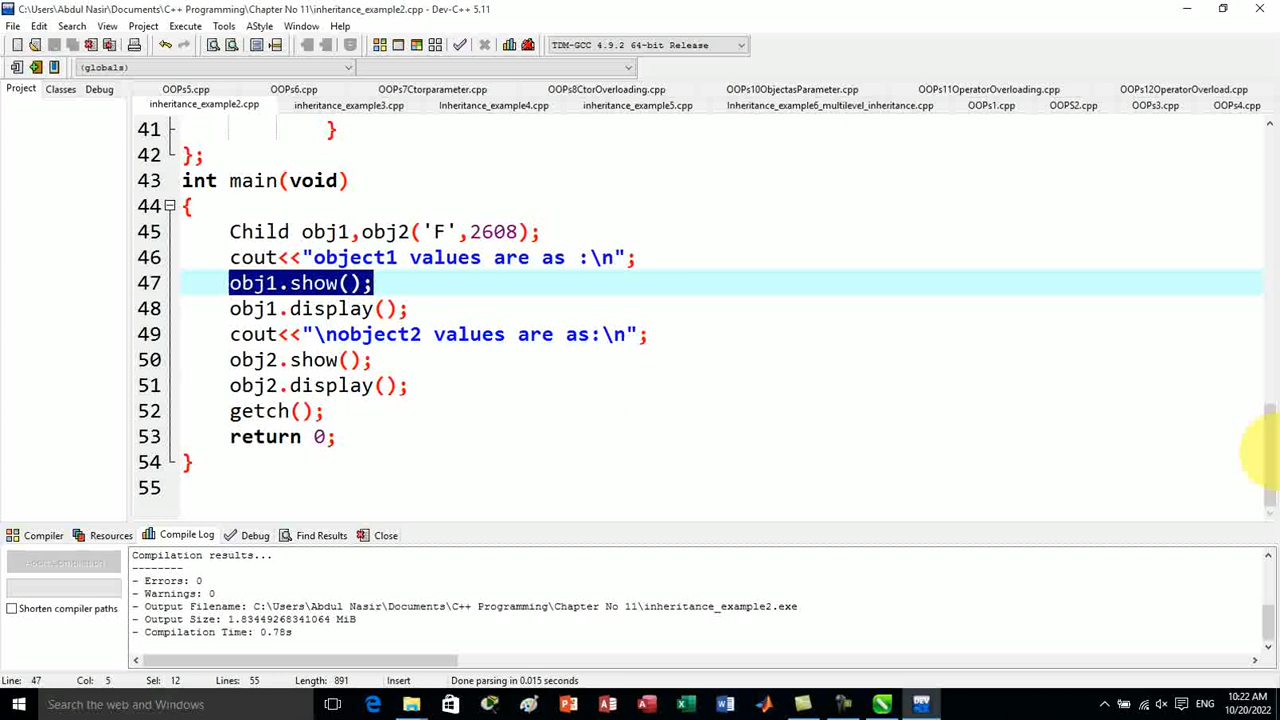 C:\Users\Abdul Nasir\Documents\C++ Programming\Chapter No 11\inheritance_example2.cpp - Dev-C++ 5.11
File Edit Search View Project Execute Tools AStyle Window Help
TDM-GCC 4.9.2 64-bit Release
(globals)
Project Classes Debug
OOPs5.cpp OOPs6.cpp OOPs7Ctorparameter.cpp OOPs8CtorOverloading.cpp OOPs10ObjectasParameter.cpp OOPs11OperatorOverloading.cpp OOPs12OperatorOverload.cpp
inheritance_example2.cpp inheritance_example3.cpp Inheritance_example4.cpp inheritance_example5.cpp Inheritance_example6_multilevel_inheritance.cpp OOPs1.cpp OOPS2.cpp OOPs3.cpp OOPs4.cpp
41 }
42 };
43 int main(void)
44 {
45 Child obj1,obj2('F',2608);
46 cout<<"object1 values are as :\n";
47 obj1.show();
48 obj1.display();
49 cout<<"\nobject2 values are as:\n";
50 obj2.show();
51 obj2.display();
52 getch();
53 return 0;
54 }
55
Compiler Resources Compile Log Debug Find Results Close
Abort Compilation
Shorten compiler paths
Compilation results...
--------
- Errors: 0
- Warnings: 0
- Output Filename: C:\Users\Abdul Nasir\Documents\C++ Programming\Chapter No 11\inheritance_example2.exe
- Output Size: 1.83449268341064 MiB
- Compilation Time: 0.78s
Line: 47 Col: 5 Sel: 12 Lines: 55 Length: 891 Insert Done parsing in 0.015 seconds
Search the web and Windows
ENG
10:22 AM
10/20/2022